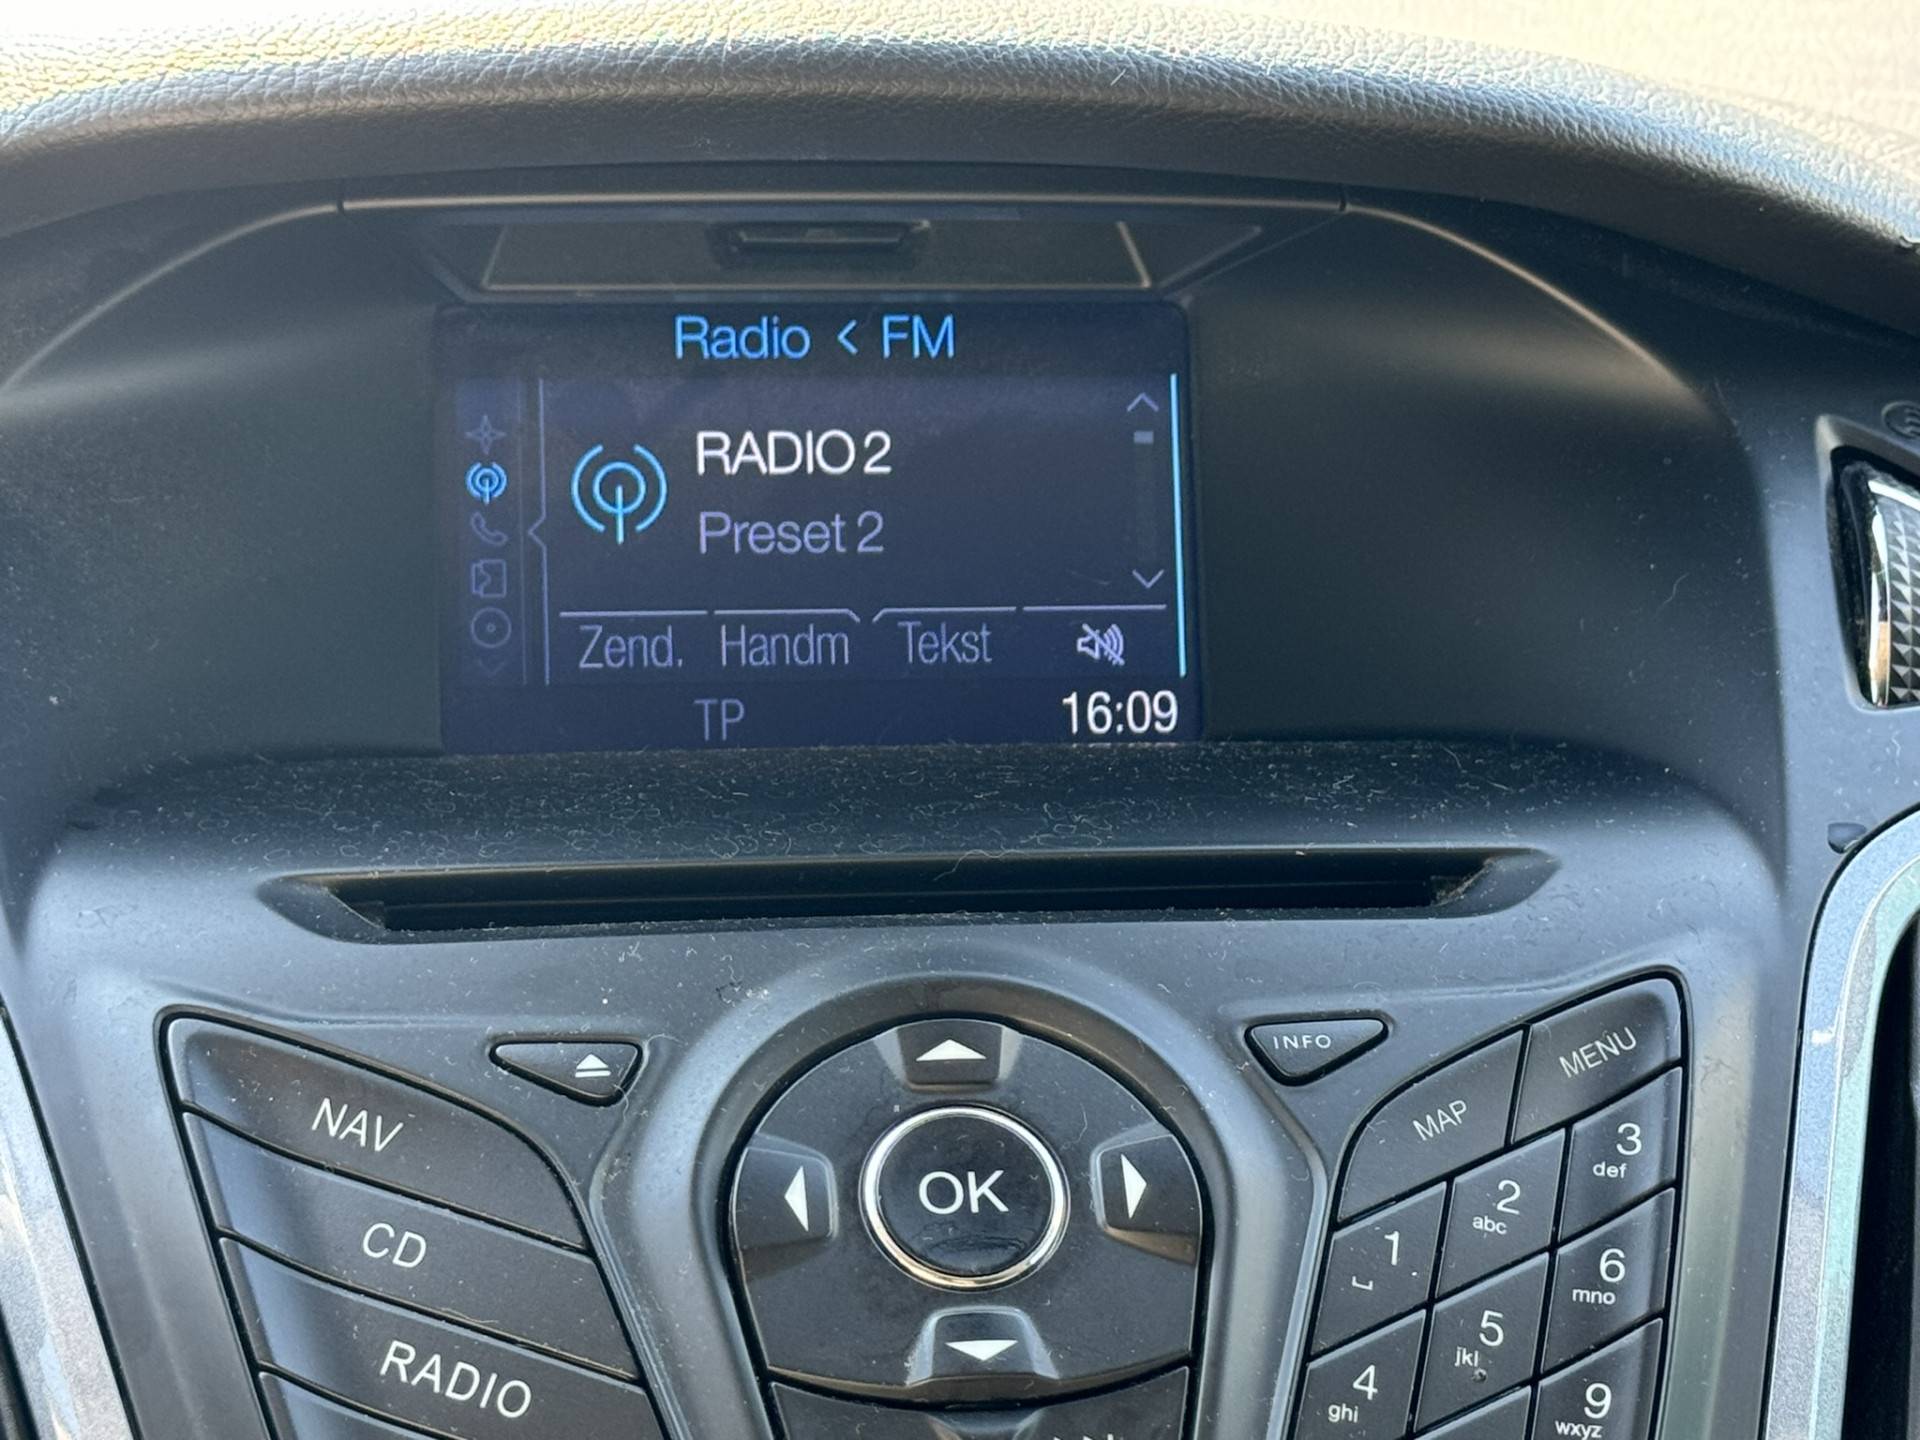 Radio < FM
RADIO 2
Preset 2
Zend. Handm Tekst
TP 16:09
INFO
MENU
NAV
MAP
3
def
OK
2
abc
CD
1
6
mno
5
jkl
RADIO
4
ghi
9
wxyz